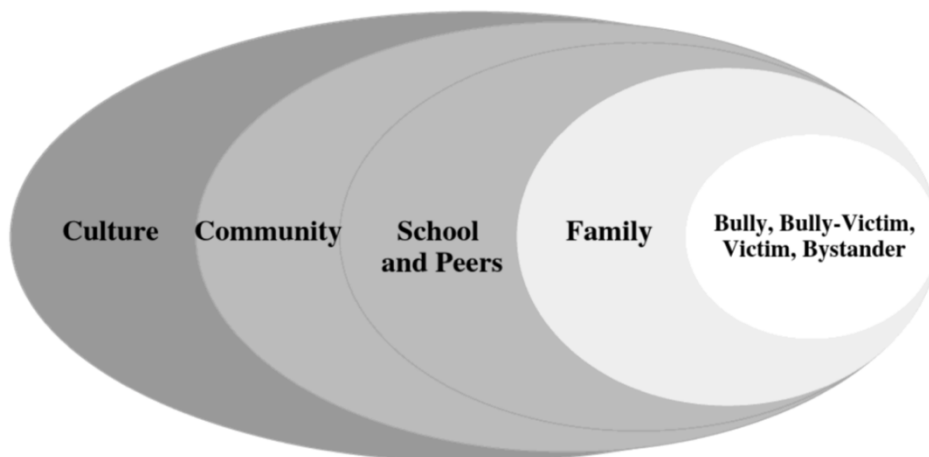 Culture
Community
School
and Peers
Family
Bully, Bully-Victim,
Victim, Bystander